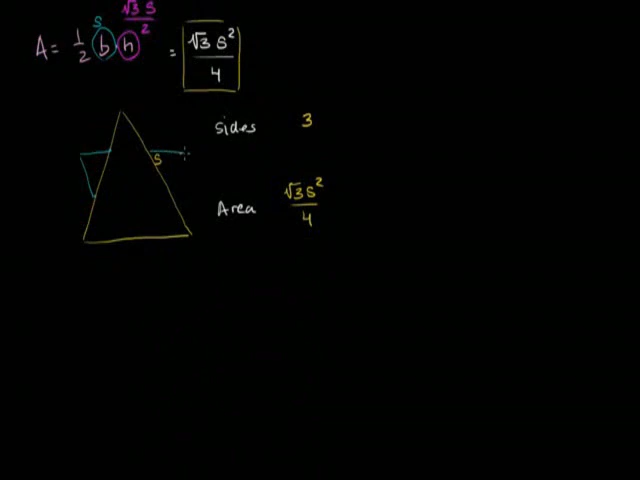 A = 1/2 b · h = √3 s²/4
s
√3 s/2
sides 3
s
Area √3 s²/4